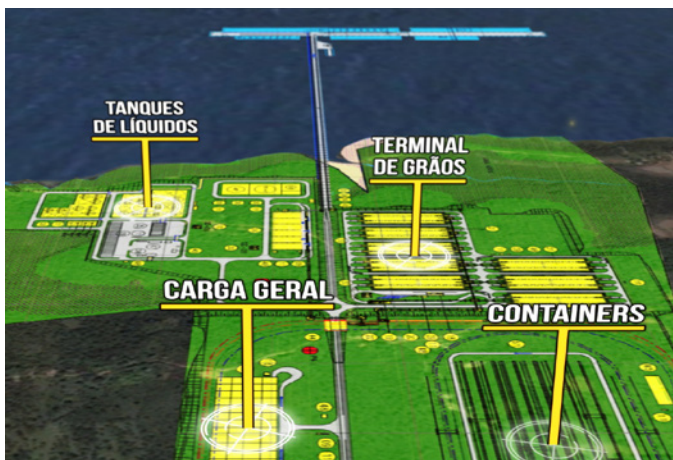 TANQUES
DE LÍQUIDOS
TERMINAL
DE GRÃOS
CARGA GERAL
CONTAINERS